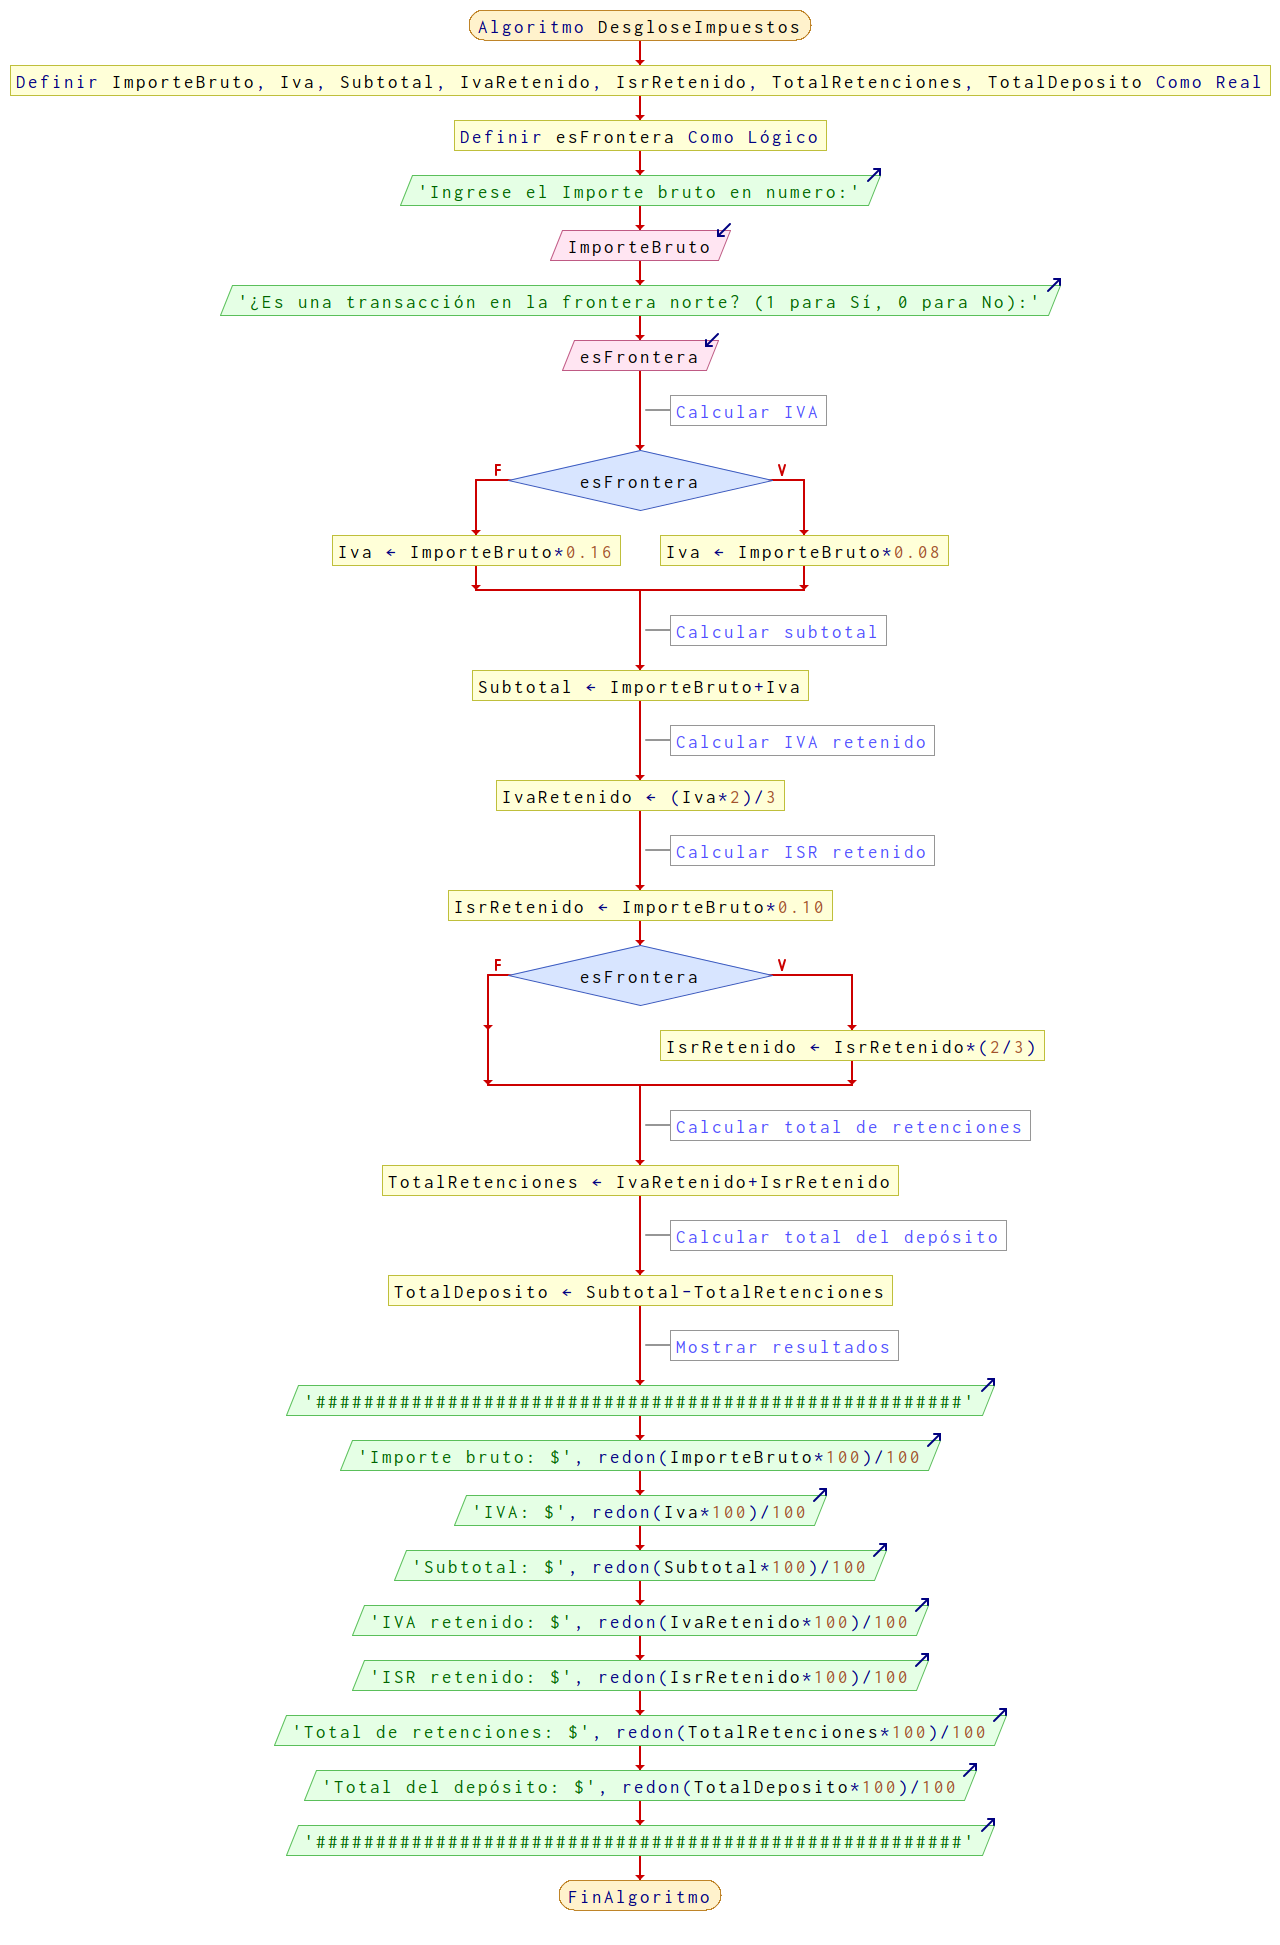 Algoritmo DesgloseImpuestos
Definir ImporteBruto, Iva, Subtotal, IvaRetenido, IsrRetenido, TotalRetenciones, TotalDeposito Como Real
Definir esFrontera Como Lógico
'Ingrese el Importe bruto en numero:'
ImporteBruto
'¿Es una transacción en la frontera norte? (1 para Sí, 0 para No):'
esFrontera
Calcular IVA
F V
esFrontera
Iva ← ImporteBruto*0.16 Iva ← ImporteBruto*0.08
Calcular subtotal
Subtotal ← ImporteBruto+Iva
Calcular IVA retenido
IvaRetenido ← (Iva*2)/3
Calcular ISR retenido
IsrRetenido ← ImporteBruto*0.10
F V
esFrontera
IsrRetenido ← IsrRetenido*(2/3)
Calcular total de retenciones
TotalRetenciones ← IvaRetenido+IsrRetenido
Calcular total del depósito
TotalDeposito ← Subtotal-TotalRetenciones
Mostrar resultados
'######################################################'
'Importe bruto: $', redon(ImporteBruto*100)/100
'IVA: $', redon(Iva*100)/100
'Subtotal: $', redon(Subtotal*100)/100
'IVA retenido: $', redon(IvaRetenido*100)/100
'ISR retenido: $', redon(IsrRetenido*100)/100
'Total de retenciones: $', redon(TotalRetenciones*100)/100
'Total del depósito: $', redon(TotalDeposito*100)/100
'######################################################'
FinAlgoritmo